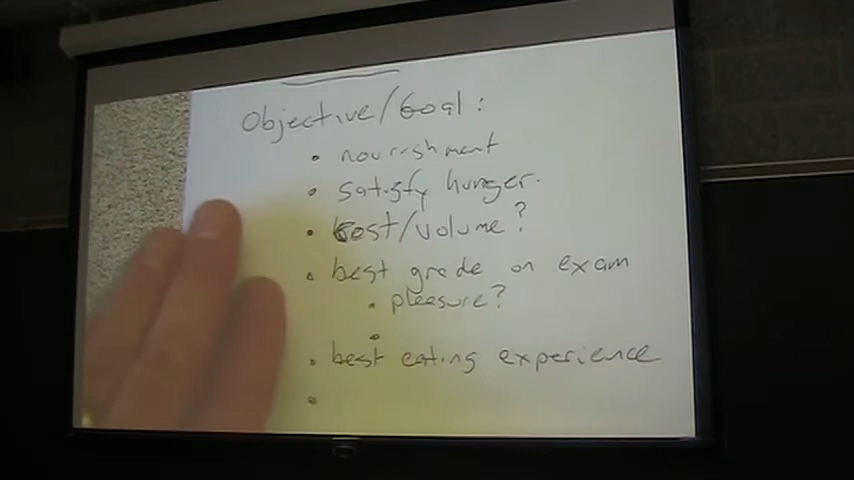 Objective/Goal:
• nourishment
• satisfy hunger.
• Cost/volume?
• best grade on exam
• pleasure?
•
• best eating experience
•